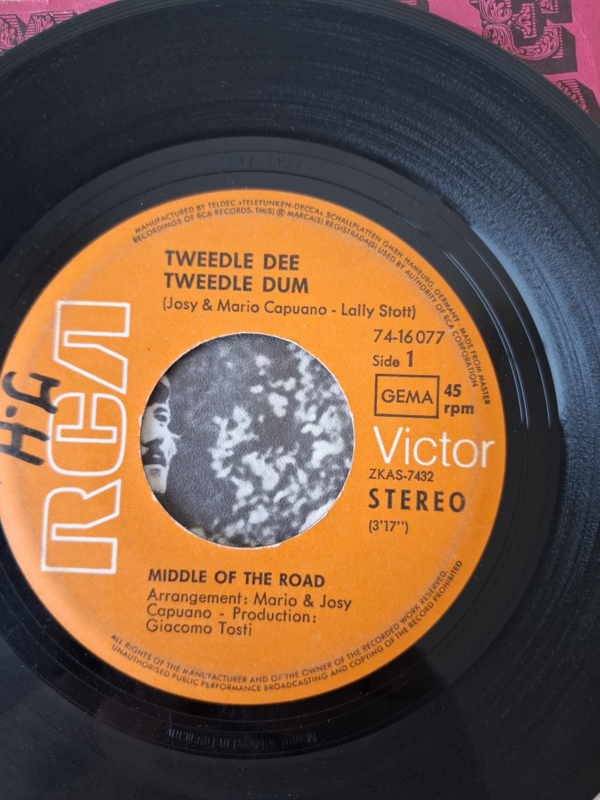 MANUFACTURED BY TELDEC »TELEFUNKEN-DECCA« SCHALLPLATTEN GMBH, HAMBURG, GERMANY · MADE FROM MASTER
RECORDINGS OF RCA RECORDS. TM(S) ® MARCA(S) REGISTRADA(S) USED BY AUTHORITY OF RCA CORPORATION
TWEEDLE DEE
TWEEDLE DUM
(Josy & Mario Capuano - Lally Stott)
74-16 077
Side 1
GEMA
45
rpm
RCA
Victor
ZKAS-7432
STEREO
(3'17")
MIDDLE OF THE ROAD
Arrangement: Mario & Josy
Capuano - Production:
Giacomo Tosti
ALL RIGHTS OF THE MANUFACTURER AND OF THE OWNER OF THE RECORDED WORK RESERVED.
UNAUTHORISED PUBLIC PERFORMANCE BROADCASTING AND COPYING OF THE RECORD PROHIBITED
Manufactured in Germany